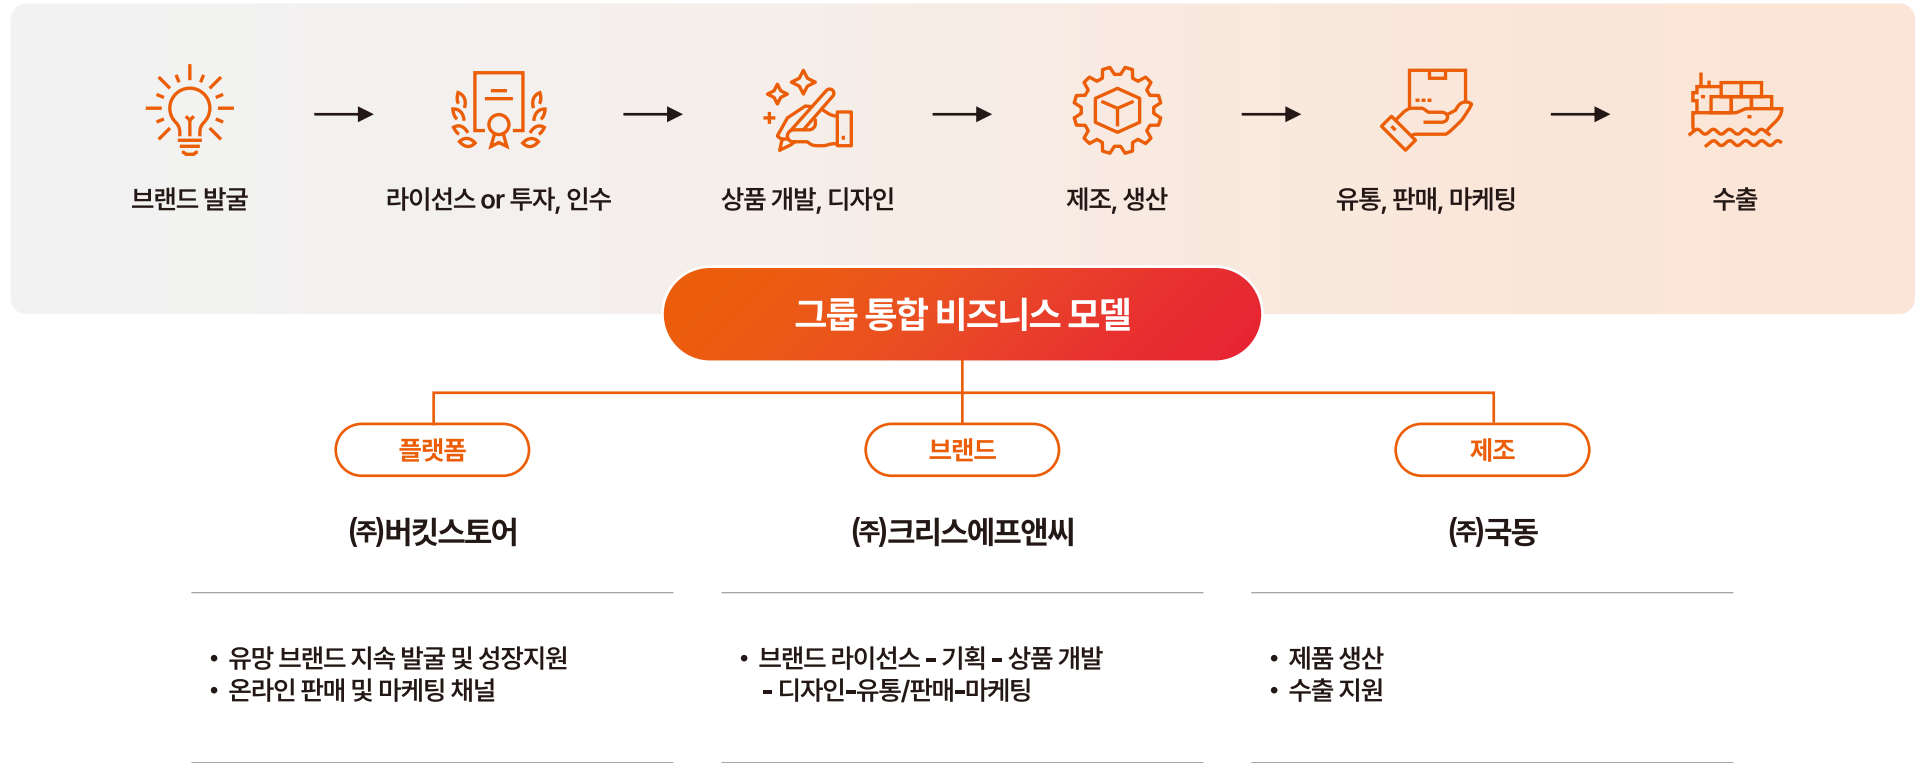 브랜드 발굴
라이선스 or 투자, 인수
상품 개발, 디자인
제조, 생산
유통, 판매, 마케팅
수출
그룹 통합 비즈니스 모델
플랫폼
브랜드
제조
(주)버킷스토어
(주)크리스에프앤씨
(주)국동
• 유망 브랜드 지속 발굴 및 성장지원
• 온라인 판매 및 마케팅 채널
• 브랜드 라이선스 - 기획 - 상품 개발
- 디자인-유통/판매-마케팅
• 제품 생산
• 수출 지원